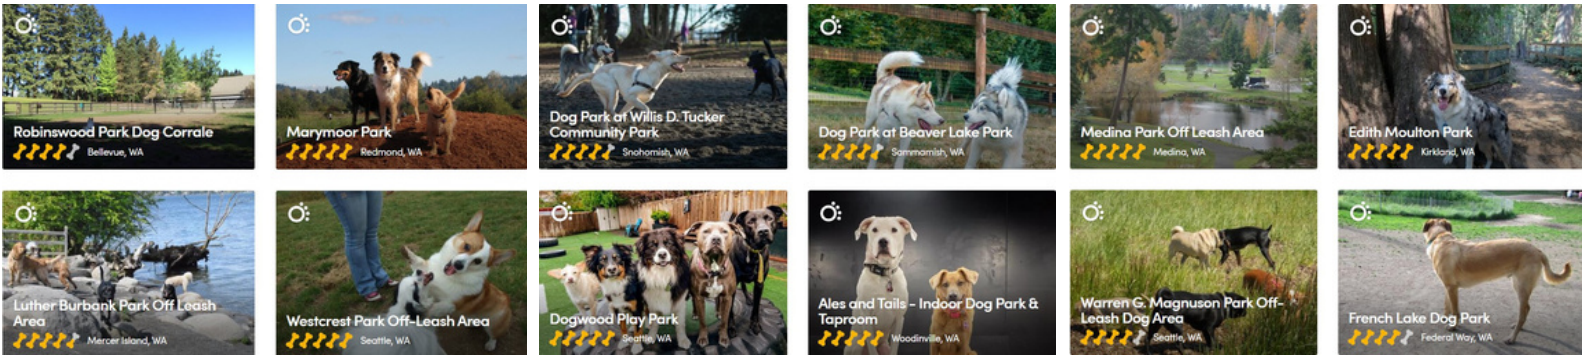 Robinswood Park Dog Corrale
Bellevue, WA
Marymoor Park
Redmond, WA
Dog Park at Willis D. Tucker
Community Park
Snohomish, WA
Dog Park at Beaver Lake Park
Sammamish, WA
Medina Park Off Leash Area
Medina, WA
Edith Moulton Park
Kirkland, WA
Luther Burbank Park Off Leash
Area
Mercer Island, WA
Westcrest Park Off-Leash Area
Seattle, WA
Dogwood Play Park
Seattle, WA
Ales and Tails - Indoor Dog Park &
Taproom
Woodinville, WA
Warren G. Magnuson Park Off-
Leash Dog Area
Seattle, WA
French Lake Dog Park
Federal Way, WA